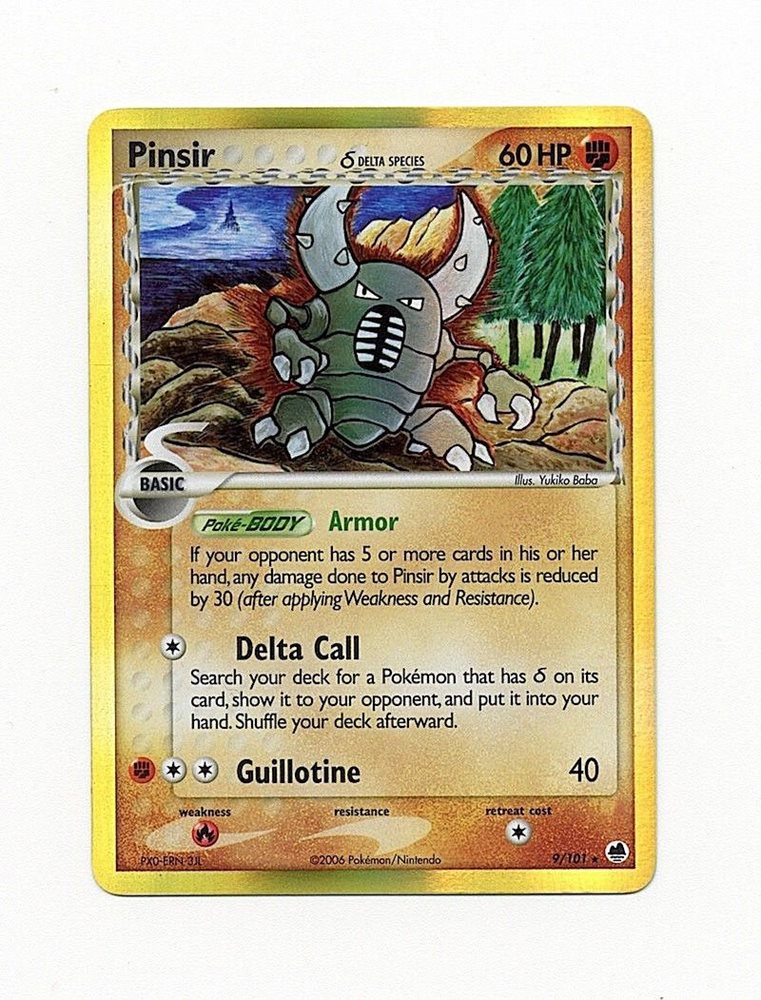 Pinsir δ DELTA SPECIES 60 HP
Illus. Yukiko Baba
BASIC
Poké-BODY Armor
If your opponent has 5 or more cards in his or her
hand, any damage done to Pinsir by attacks is reduced
by 30 (after applying Weakness and Resistance).
Delta Call
Search your deck for a Pokémon that has δ on its
card, show it to your opponent, and put it into your
hand. Shuffle your deck afterward.
Guillotine 40
weakness resistance retreat cost
PX0-ERN-3JL ©2006 Pokémon/Nintendo 9/101 ★